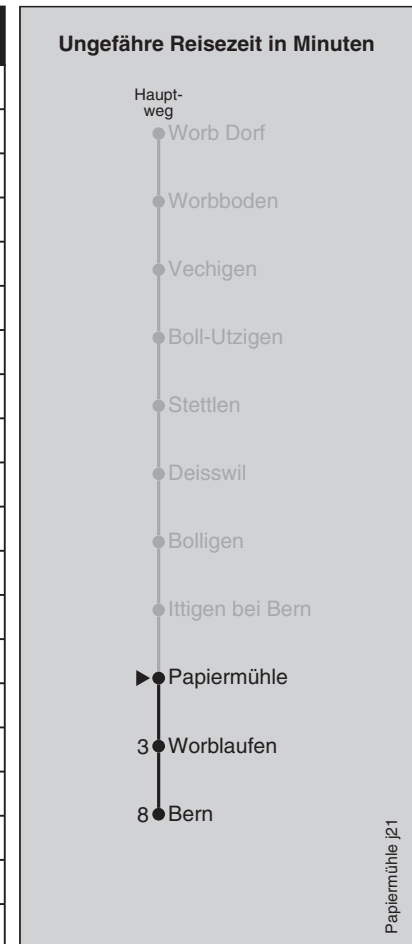 Ungefähre Reisezeit in Minuten
Haupt-
weg
Worb Dorf
Worbboden
Vechigen
Boll-Utzigen
Stettlen
Deisswil
Bolligen
Ittigen bei Bern
Papiermühle
3 Worblaufen
8 Bern
Papiermühle j21